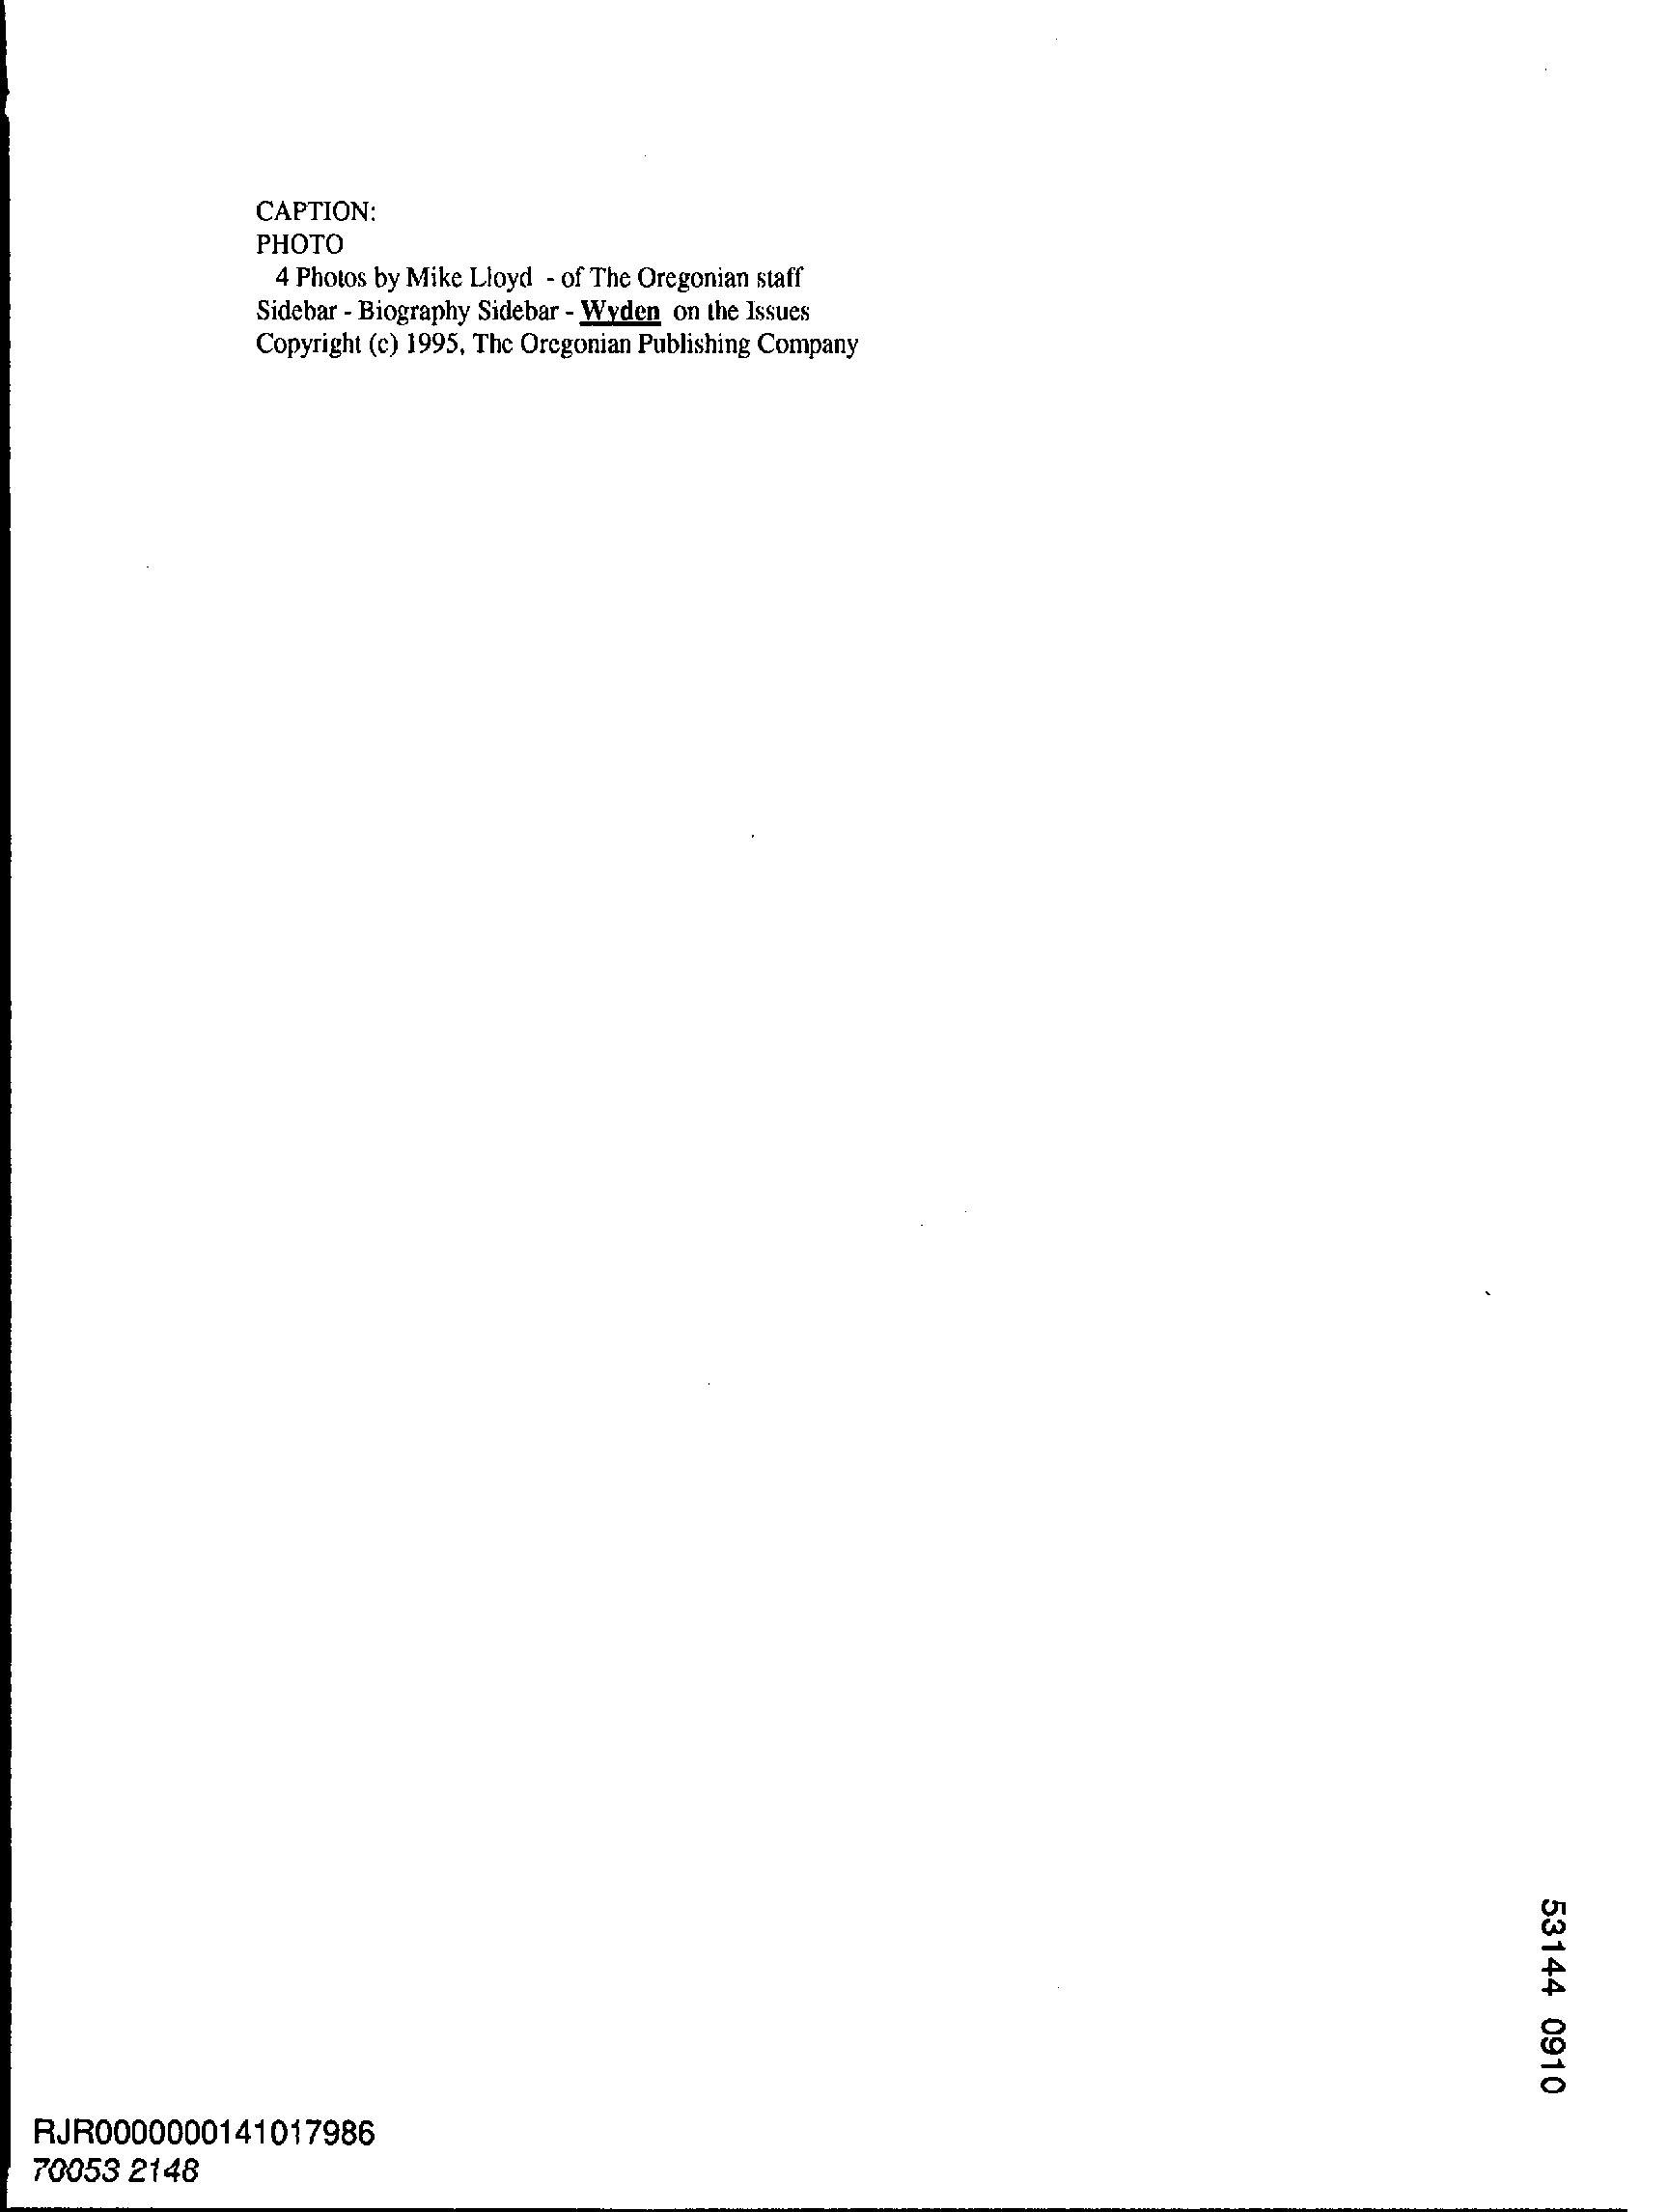 CAPTION:
PHOTO
4 Photos by Mike Lloyd - of The Oregonian staff
Sidebar - Biography Sidebar - Wyden on the Issues
Copyright (c) 1995, The Oregonian Publishing Company
53144 0910
RJR0000000141017986
70053 2148